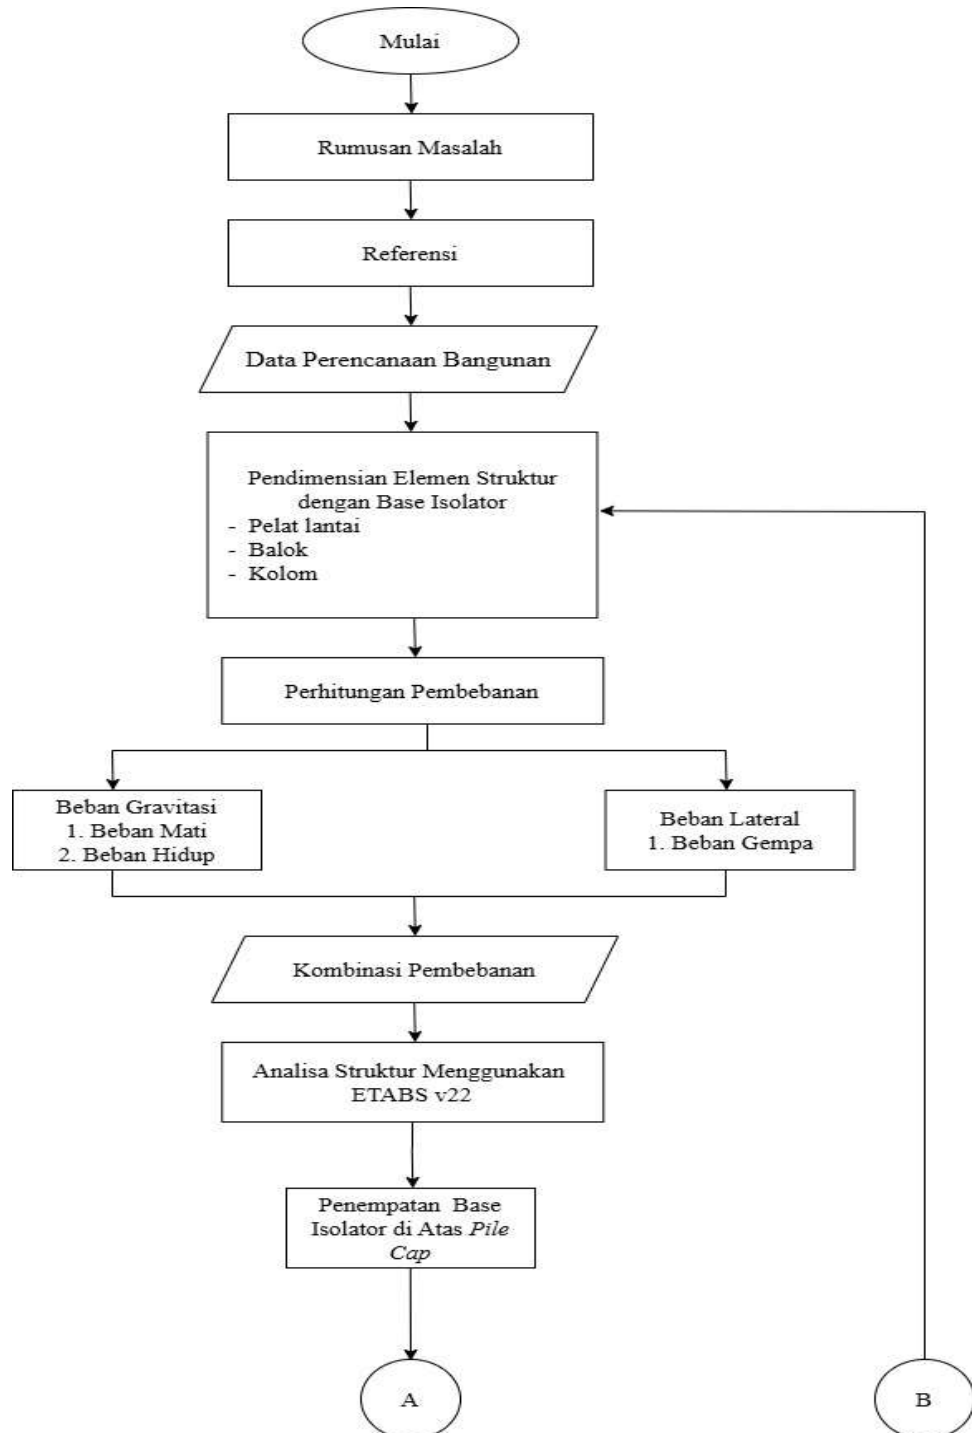 Mulai
Rumusan Masalah
Referensi
Data Perencanaan Bangunan
Pendimensian Elemen Struktur
dengan Base Isolator
- Pelat lantai
- Balok
- Kolom
Perhitungan Pembebanan
Beban Gravitasi
1. Beban Mati
2. Beban Hidup
Beban Lateral
1. Beban Gempa
Kombinasi Pembebanan
Analisa Struktur Menggunakan
ETABS v22
Penempatan Base
Isolator di Atas Pile
Cap
A
B